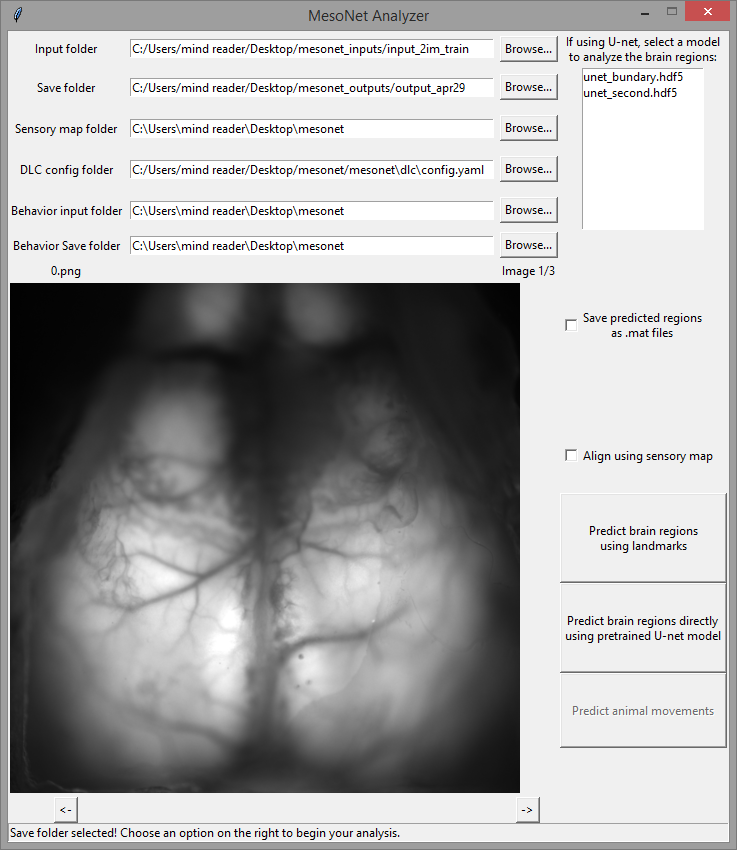 MesoNet Analyzer
Input folder
C:/Users/mind reader/Desktop/mesonet_inputs/input_2im_train
Browse...
Save folder
C:/Users/mind reader/Desktop/mesonet_outputs/output_apr29
Browse...
Sensory map folder
C:\Users\mind reader\Desktop\mesonet
Browse...
DLC config folder
C:/Users/mind reader/Desktop/mesonet/mesonet\dlc\config.yaml
Browse...
Behavior input folder
C:\Users\mind reader\Desktop\mesonet
Browse...
Behavior Save folder
C:\Users\mind reader\Desktop\mesonet
Browse...
0.png
Image 1/3
If using U-net, select a model
to analyze the brain regions:
unet_bundary.hdf5
unet_second.hdf5
Save predicted regions
as .mat files
Align using sensory map
Predict brain regions
using landmarks
Predict brain regions directly
using pretrained U-net model
Predict animal movements
<-
->
Save folder selected! Choose an option on the right to begin your analysis.